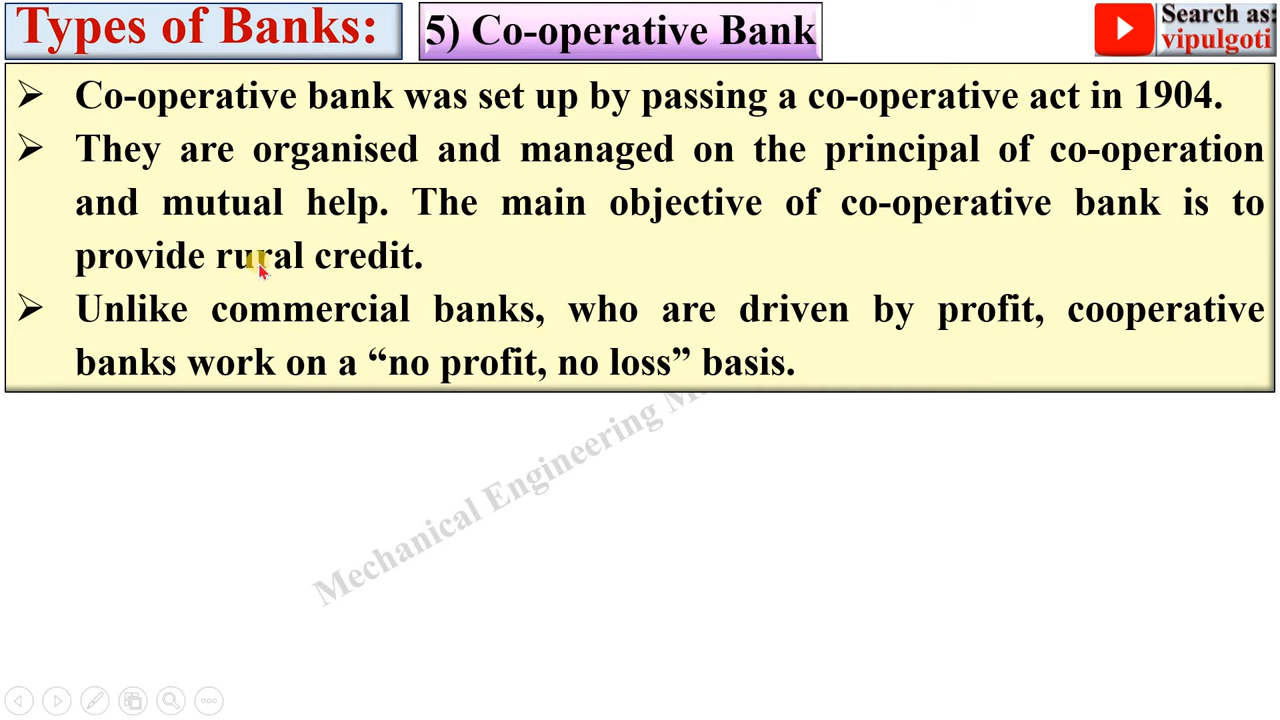 Types of Banks:
5) Co-operative Bank
Search as:
vipulgoti
➢ Co-operative bank was set up by passing a co-operative act in 1904.
➢ They are organised and managed on the principal of co-operation
and mutual help. The main objective of co-operative bank is to
provide rural credit.
➢ Unlike commercial banks, who are driven by profit, cooperative
banks work on a “no profit, no loss” basis.
Mechanical Engineering